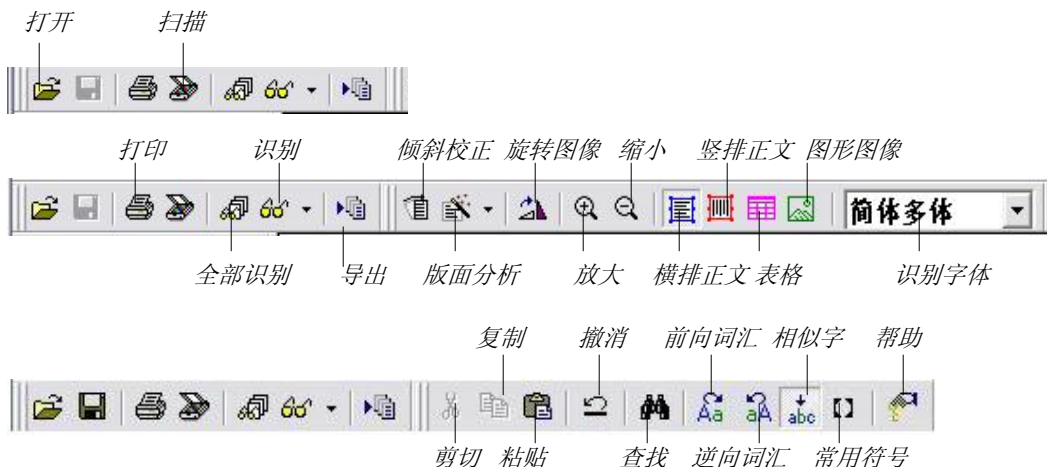 打开 扫描
打印 识别 倾斜校正 旋转图像 缩小 竖排正文 图形图像
简体多体
全部识别 导出 版面分析 放大 横排正文 表格 识别字体
复制 撤消 前向词汇 相似字 帮助
Aa aA abc
剪切 粘贴 查找 逆向词汇 常用符号